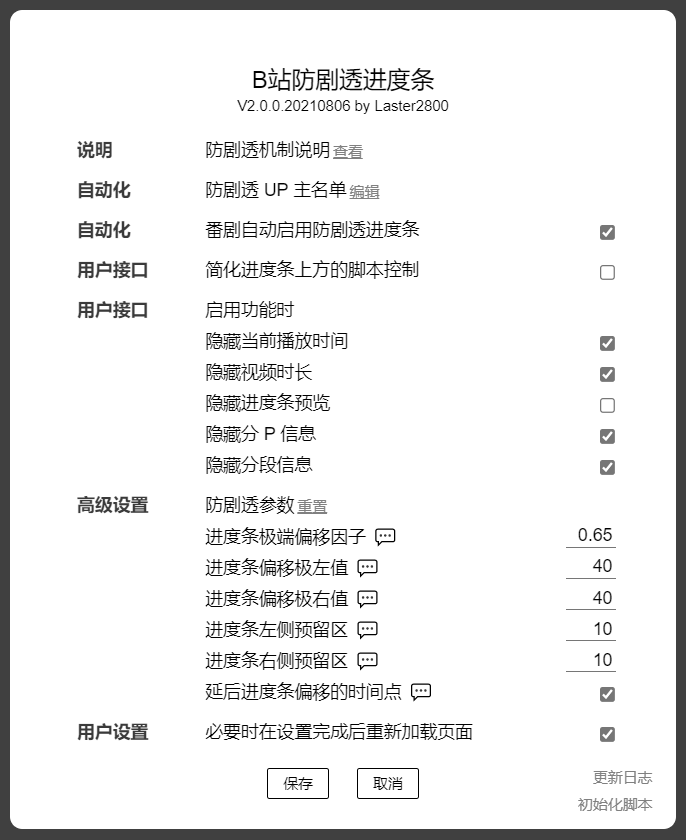 B站防剧透进度条
V2.0.0.20210806 by Laster2800
说明 防剧透机制说明 查看
自动化 防剧透 UP 主名单 编辑
自动化 番剧自动启用防剧透进度条
用户接口 简化进度条上方的脚本控制
用户接口 启用功能时
隐藏当前播放时间
隐藏视频时长
隐藏进度条预览
隐藏分 P 信息
隐藏分段信息
高级设置 防剧透参数 重置
进度条极端偏移因子 0.65
进度条偏移极左值 40
进度条偏移极右值 40
进度条左侧预留区 10
进度条右侧预留区 10
延后进度条偏移的时间点
用户设置 必要时在设置完成后重新加载页面
保存 取消
更新日志
初始化脚本